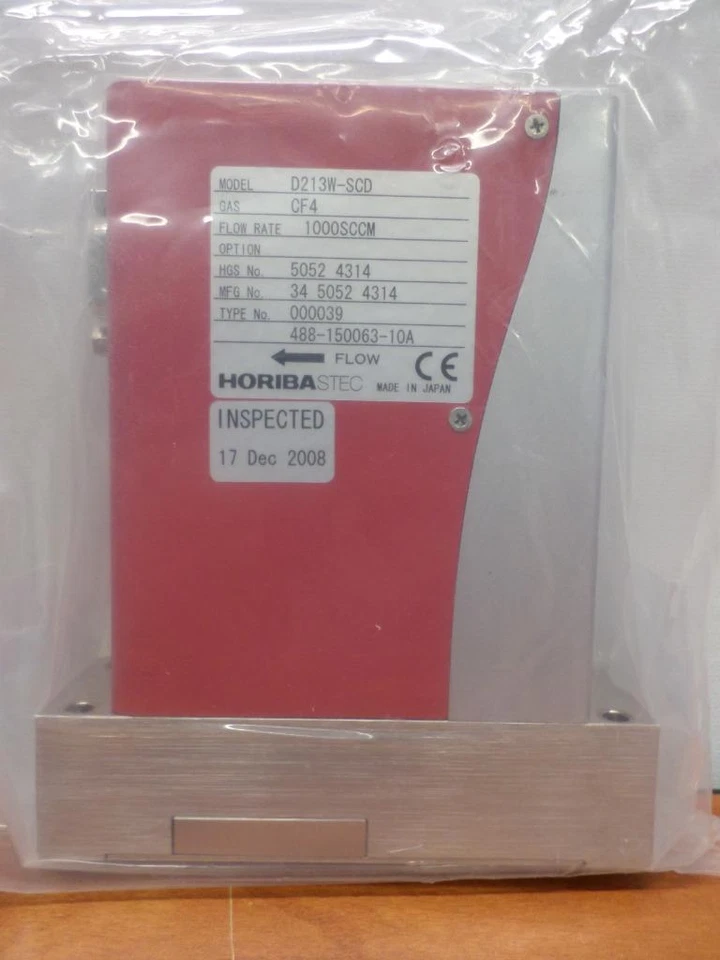 MODEL D213W-SCD
GAS CF4
FLOW RATE 1000SCCM
OPTION
HGS No. 5052 4314
MFG No. 34 5052 4314
TYPE No. 000039
488-150063-10A
FLOW CE
HORIBASTEC MADE IN JAPAN
INSPECTED
17 Dec 2008